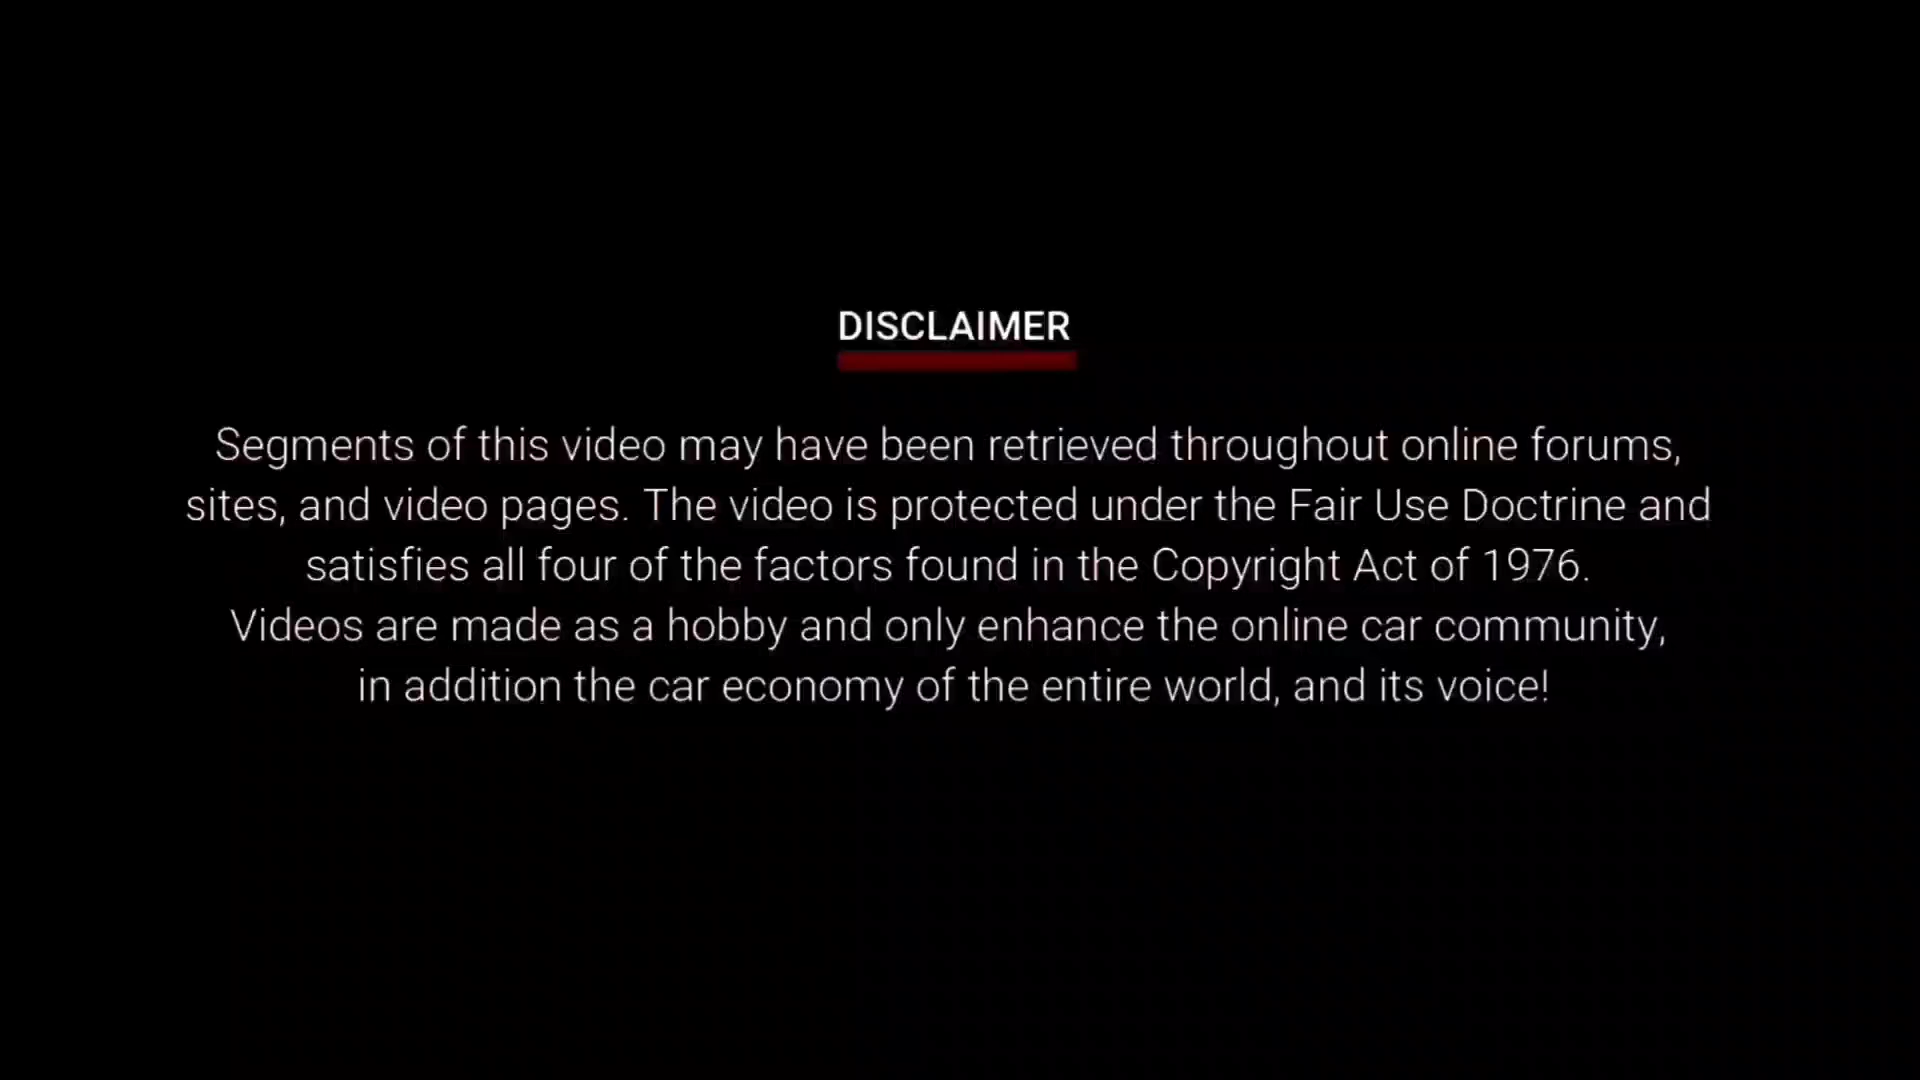 DISCLAIMER
Segments of this video may have been retrieved throughout online forums,
sites, and video pages. The video is protected under the Fair Use Doctrine and
satisfies all four of the factors found in the Copyright Act of 1976.
Videos are made as a hobby and only enhance the online car community,
in addition the car economy of the entire world, and its voice!